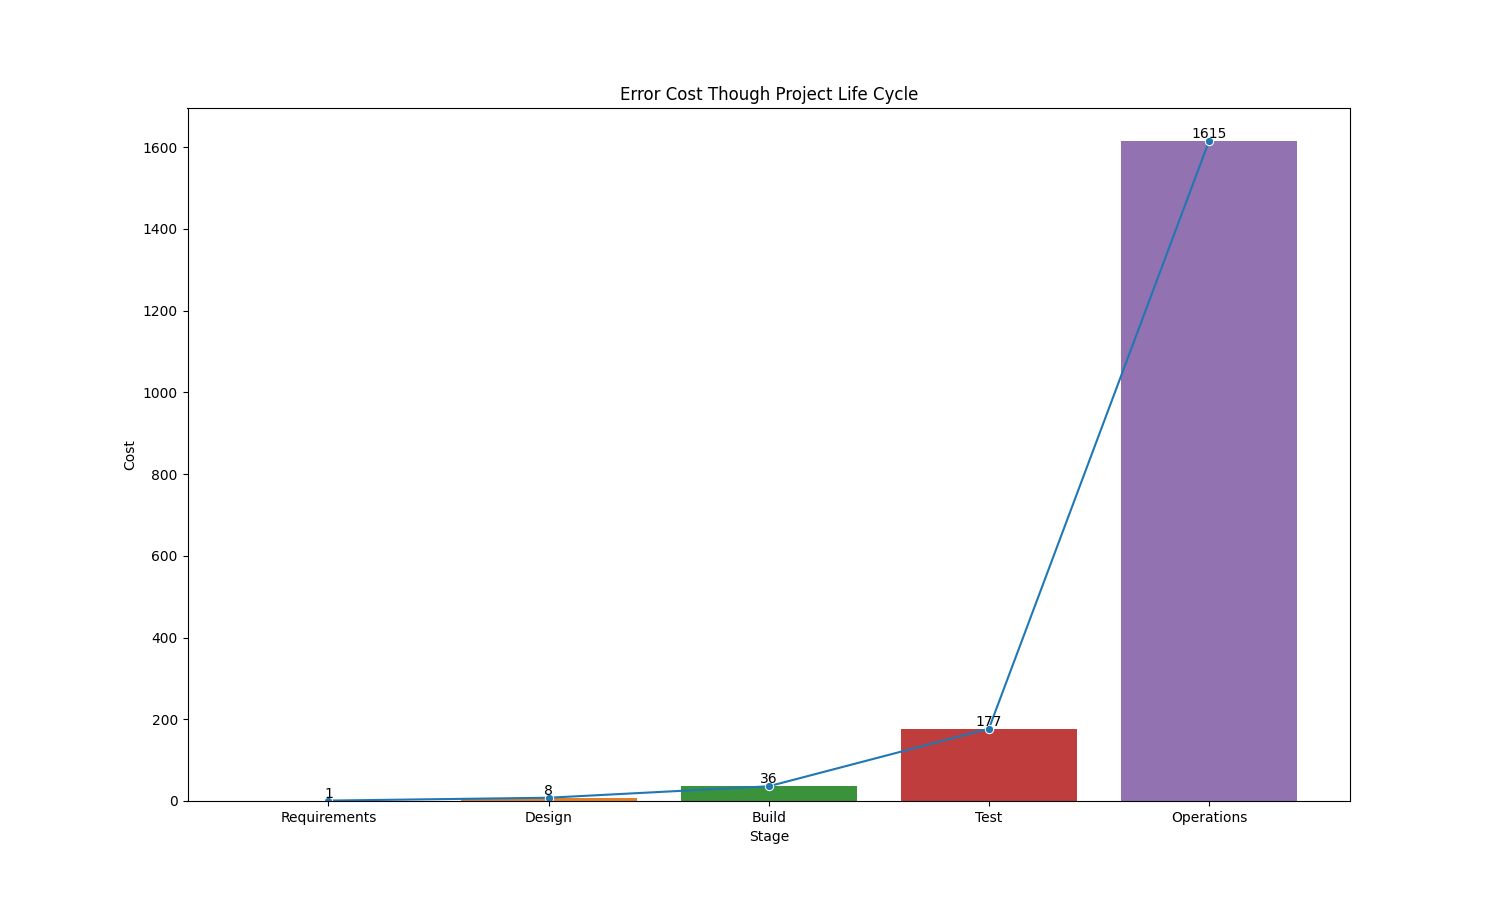 Error Cost Though Project Life Cycle
1600
1400
1200
1000
800
600
400
200
0
Cost
1
8
36
177
1615
Requirements
Design
Build
Test
Operations
Stage